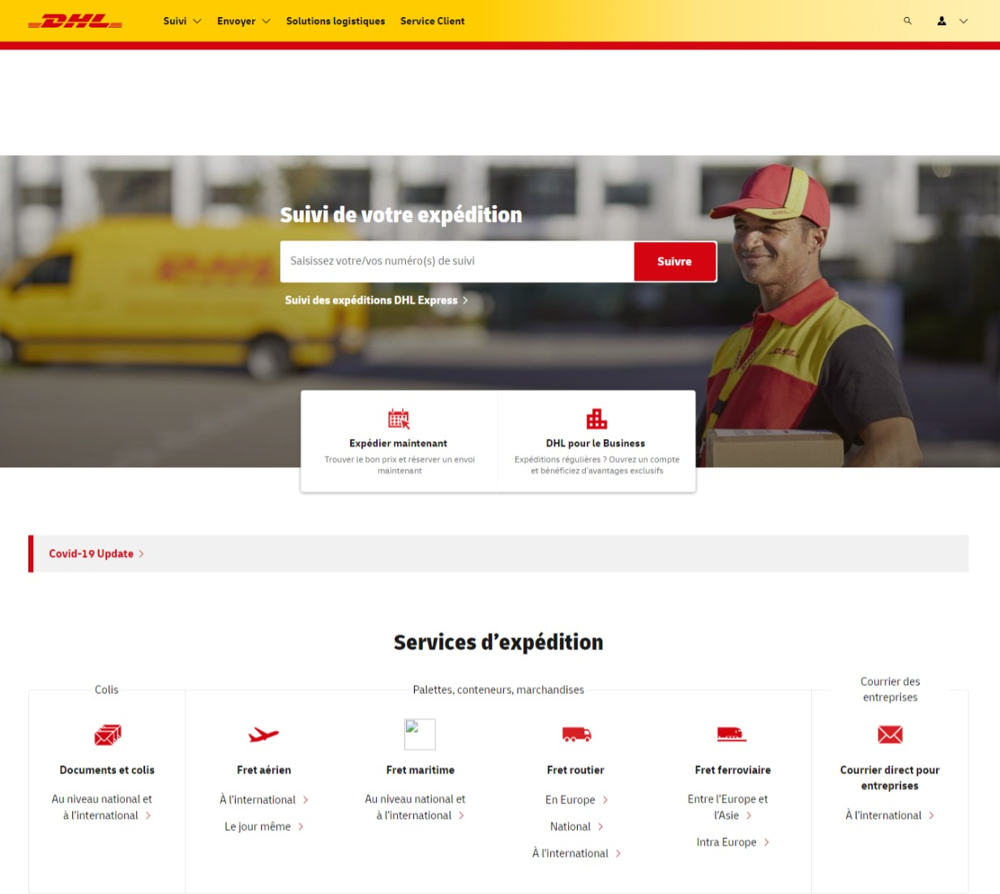 DHL
Suivi
Envoyer
Solutions logistiques
Service Client
Suivi de votre expédition
Saisissez votre/vos numéro(s) de suivi
Suivre
Suivi des expéditions DHL Express
DHL
DHL
Expédier maintenant
Trouver le bon prix et réserver un envoi
maintenant
DHL pour le Business
Expéditions régulières ? Ouvrez un compte
et bénéficiez d'avantages exclusifs
Covid-19 Update
Services d'expédition
Colis
Documents et colis
Au niveau national et
à l'international
Palettes, conteneurs, marchandises
Fret aérien
À l'international
Le jour même
Fret maritime
Au niveau national et
à l'international
Fret routier
En Europe
National
À l'international
Fret ferroviaire
Entre l'Europe et
l'Asie
Intra Europe
Courrier des
entreprises
Courrier direct pour
entreprises
À l'international